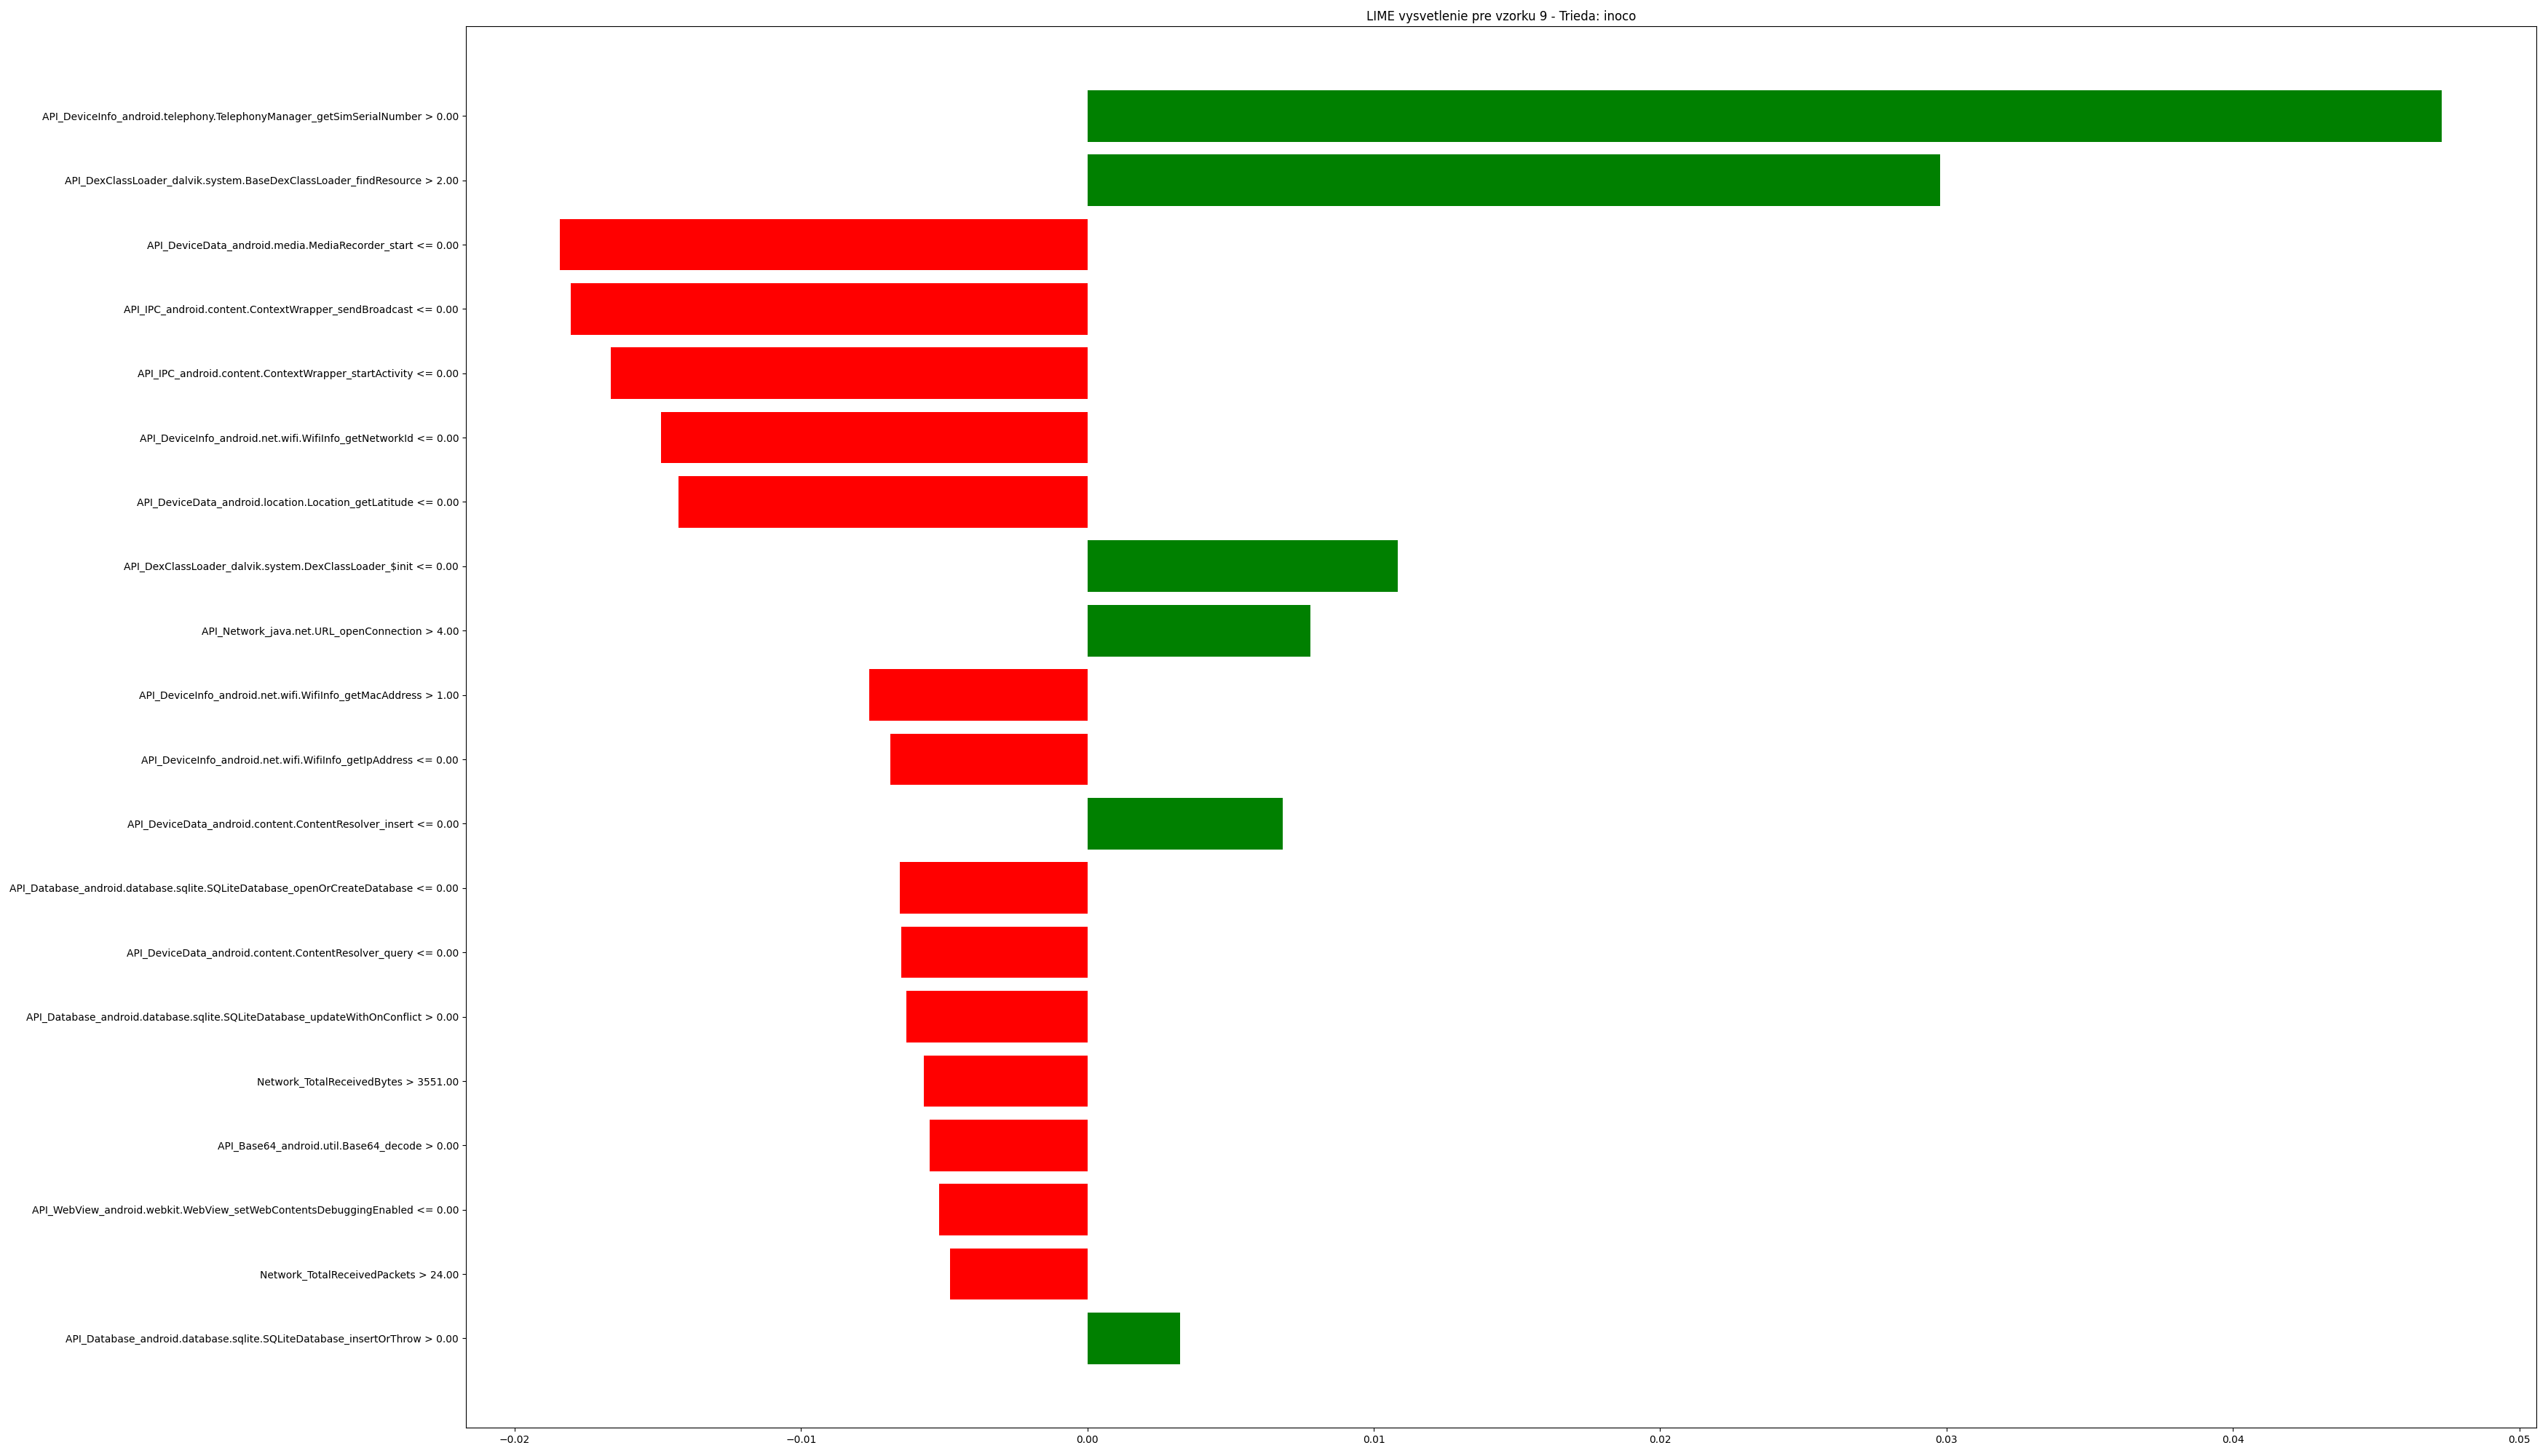 LIME vysvetlenie pre vzorku 9 - Trieda: inoco
API_DeviceInfo_android.telephony.TelephonyManager_getSimSerialNumber > 0.00
API_DexClassLoader_dalvik.system.BaseDexClassLoader_findResource > 2.00
API_DeviceData_android.media.MediaRecorder_start <= 0.00
API_IPC_android.content.ContextWrapper_sendBroadcast <= 0.00
API_IPC_android.content.ContextWrapper_startActivity <= 0.00
API_DeviceInfo_android.net.wifi.WifiInfo_getNetworkId <= 0.00
API_DeviceData_android.location.Location_getLatitude <= 0.00
API_DexClassLoader_dalvik.system.DexClassLoader_$init <= 0.00
API_Network_java.net.URL_openConnection > 4.00
API_DeviceInfo_android.net.wifi.WifiInfo_getMacAddress > 1.00
API_DeviceInfo_android.net.wifi.WifiInfo_getIpAddress <= 0.00
API_DeviceData_android.content.ContentResolver_insert <= 0.00
API_Database_android.database.sqlite.SQLiteDatabase_openOrCreateDatabase <= 0.00
API_DeviceData_android.content.ContentResolver_query <= 0.00
API_Database_android.database.sqlite.SQLiteDatabase_updateWithOnConflict > 0.00
Network_TotalReceivedBytes > 3551.00
API_Base64_android.util.Base64_decode > 0.00
API_WebView_android.webkit.WebView_setWebContentsDebuggingEnabled <= 0.00
Network_TotalReceivedPackets > 24.00
API_Database_android.database.sqlite.SQLiteDatabase_insertOrThrow > 0.00
−0.02 −0.01 0.00 0.01 0.02 0.03 0.04 0.05